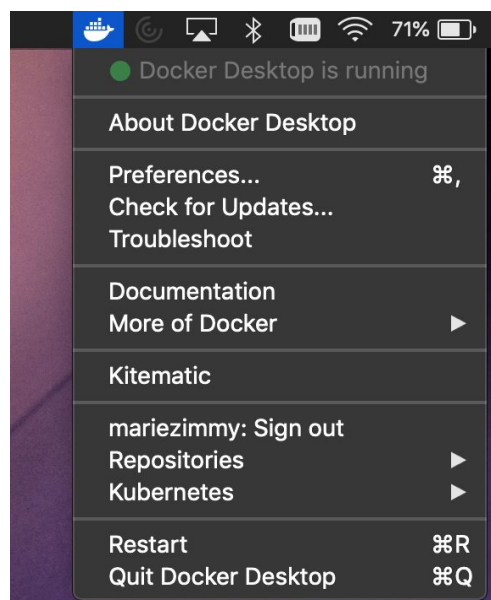 71%
Docker Desktop is running
About Docker Desktop
Preferences... ⌘,
Check for Updates...
Troubleshoot
Documentation
More of Docker ▶
Kitematic
mariezimmy: Sign out
Repositories ▶
Kubernetes ▶
Restart ⌘R
Quit Docker Desktop ⌘Q